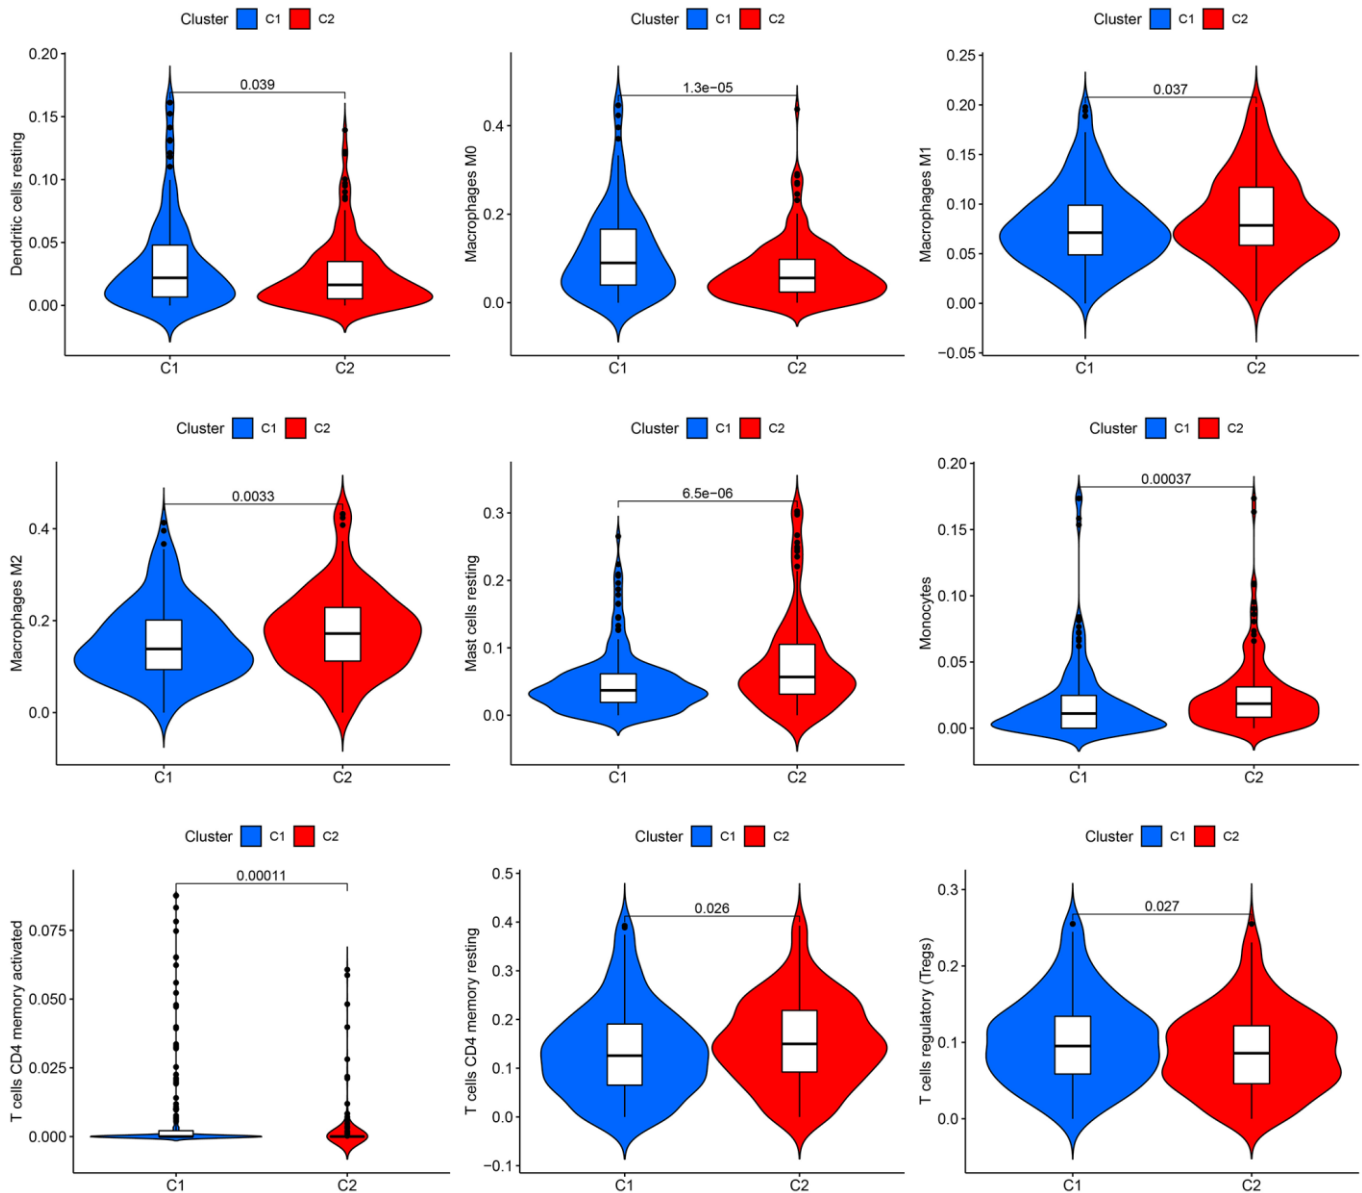 Cluster C1 C2
Cluster C1 C2
Cluster C1 C2
Dendritic cells resting
0.20
0.15
0.10
0.05
0.00
0.039
C1 C2
Macrophages M0
0.4
0.2
0.0
1.3e−05
C1 C2
Macrophages M1
0.25
0.20
0.15
0.10
0.05
0.00
−0.05
0.037
C1 C2
Cluster C1 C2
Cluster C1 C2
Cluster C1 C2
Macrophages M2
0.4
0.2
0.0
0.0033
C1 C2
Mast cells resting
0.3
0.2
0.1
0.0
6.5e−06
C1 C2
Monocytes
0.20
0.15
0.10
0.05
0.00
0.00037
C1 C2
Cluster C1 C2
Cluster C1 C2
Cluster C1 C2
T cells CD4 memory activated
0.075
0.050
0.025
0.000
0.00011
C1 C2
T cells CD4 memory resting
0.5
0.4
0.3
0.2
0.1
0.0
−0.1
0.026
C1 C2
T cells regulatory (Tregs)
0.3
0.2
0.1
0.0
0.027
C1 C2